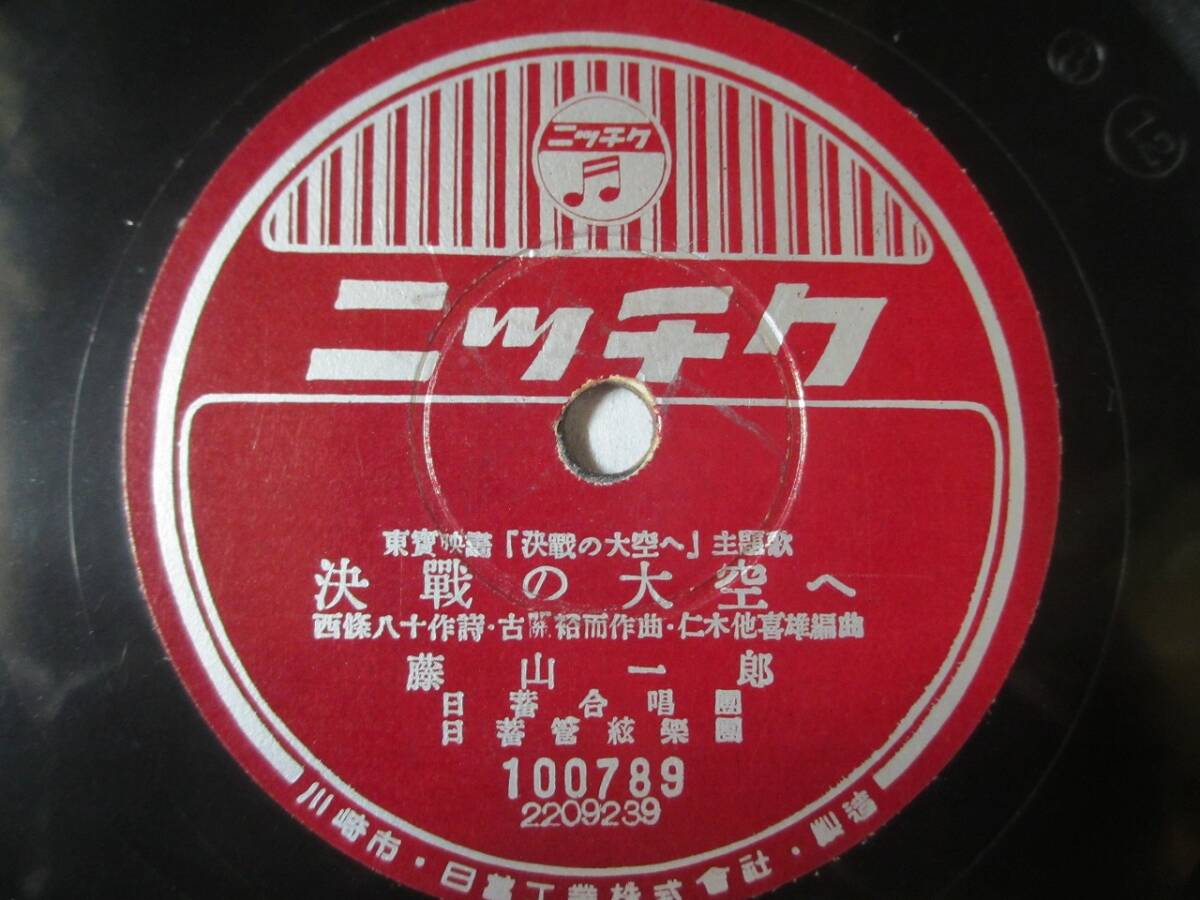 ニッチク
ニッチク
東寶映畫『決戰の大空へ』主題歌
決戰の大空へ
西條八十作詩・古關裕而作曲・仁木他喜雄編曲
藤山一郎
日蓄合唱團
日蓄管絃樂團
100789
2209239
川崎市・日蓄工業株式會社・製造
12